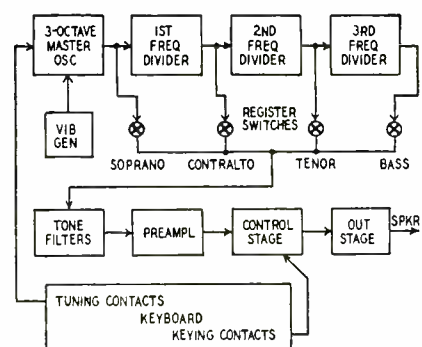 3-OCTAVE
MASTER
OSC
1ST
FREQ
DIVIDER
2ND
FREQ
DIVIDER
3RD
FREQ
DIVIDER
VIB
GEN
REGISTER
SWITCHES
SOPRANO
CONTRALTO
TENOR
BASS
TONE
FILTERS
PREAMPL
CONTROL
STAGE
OUT
STAGE
SPKR
TUNING CONTACTS
KEYBOARD
KEYING CONTACTS